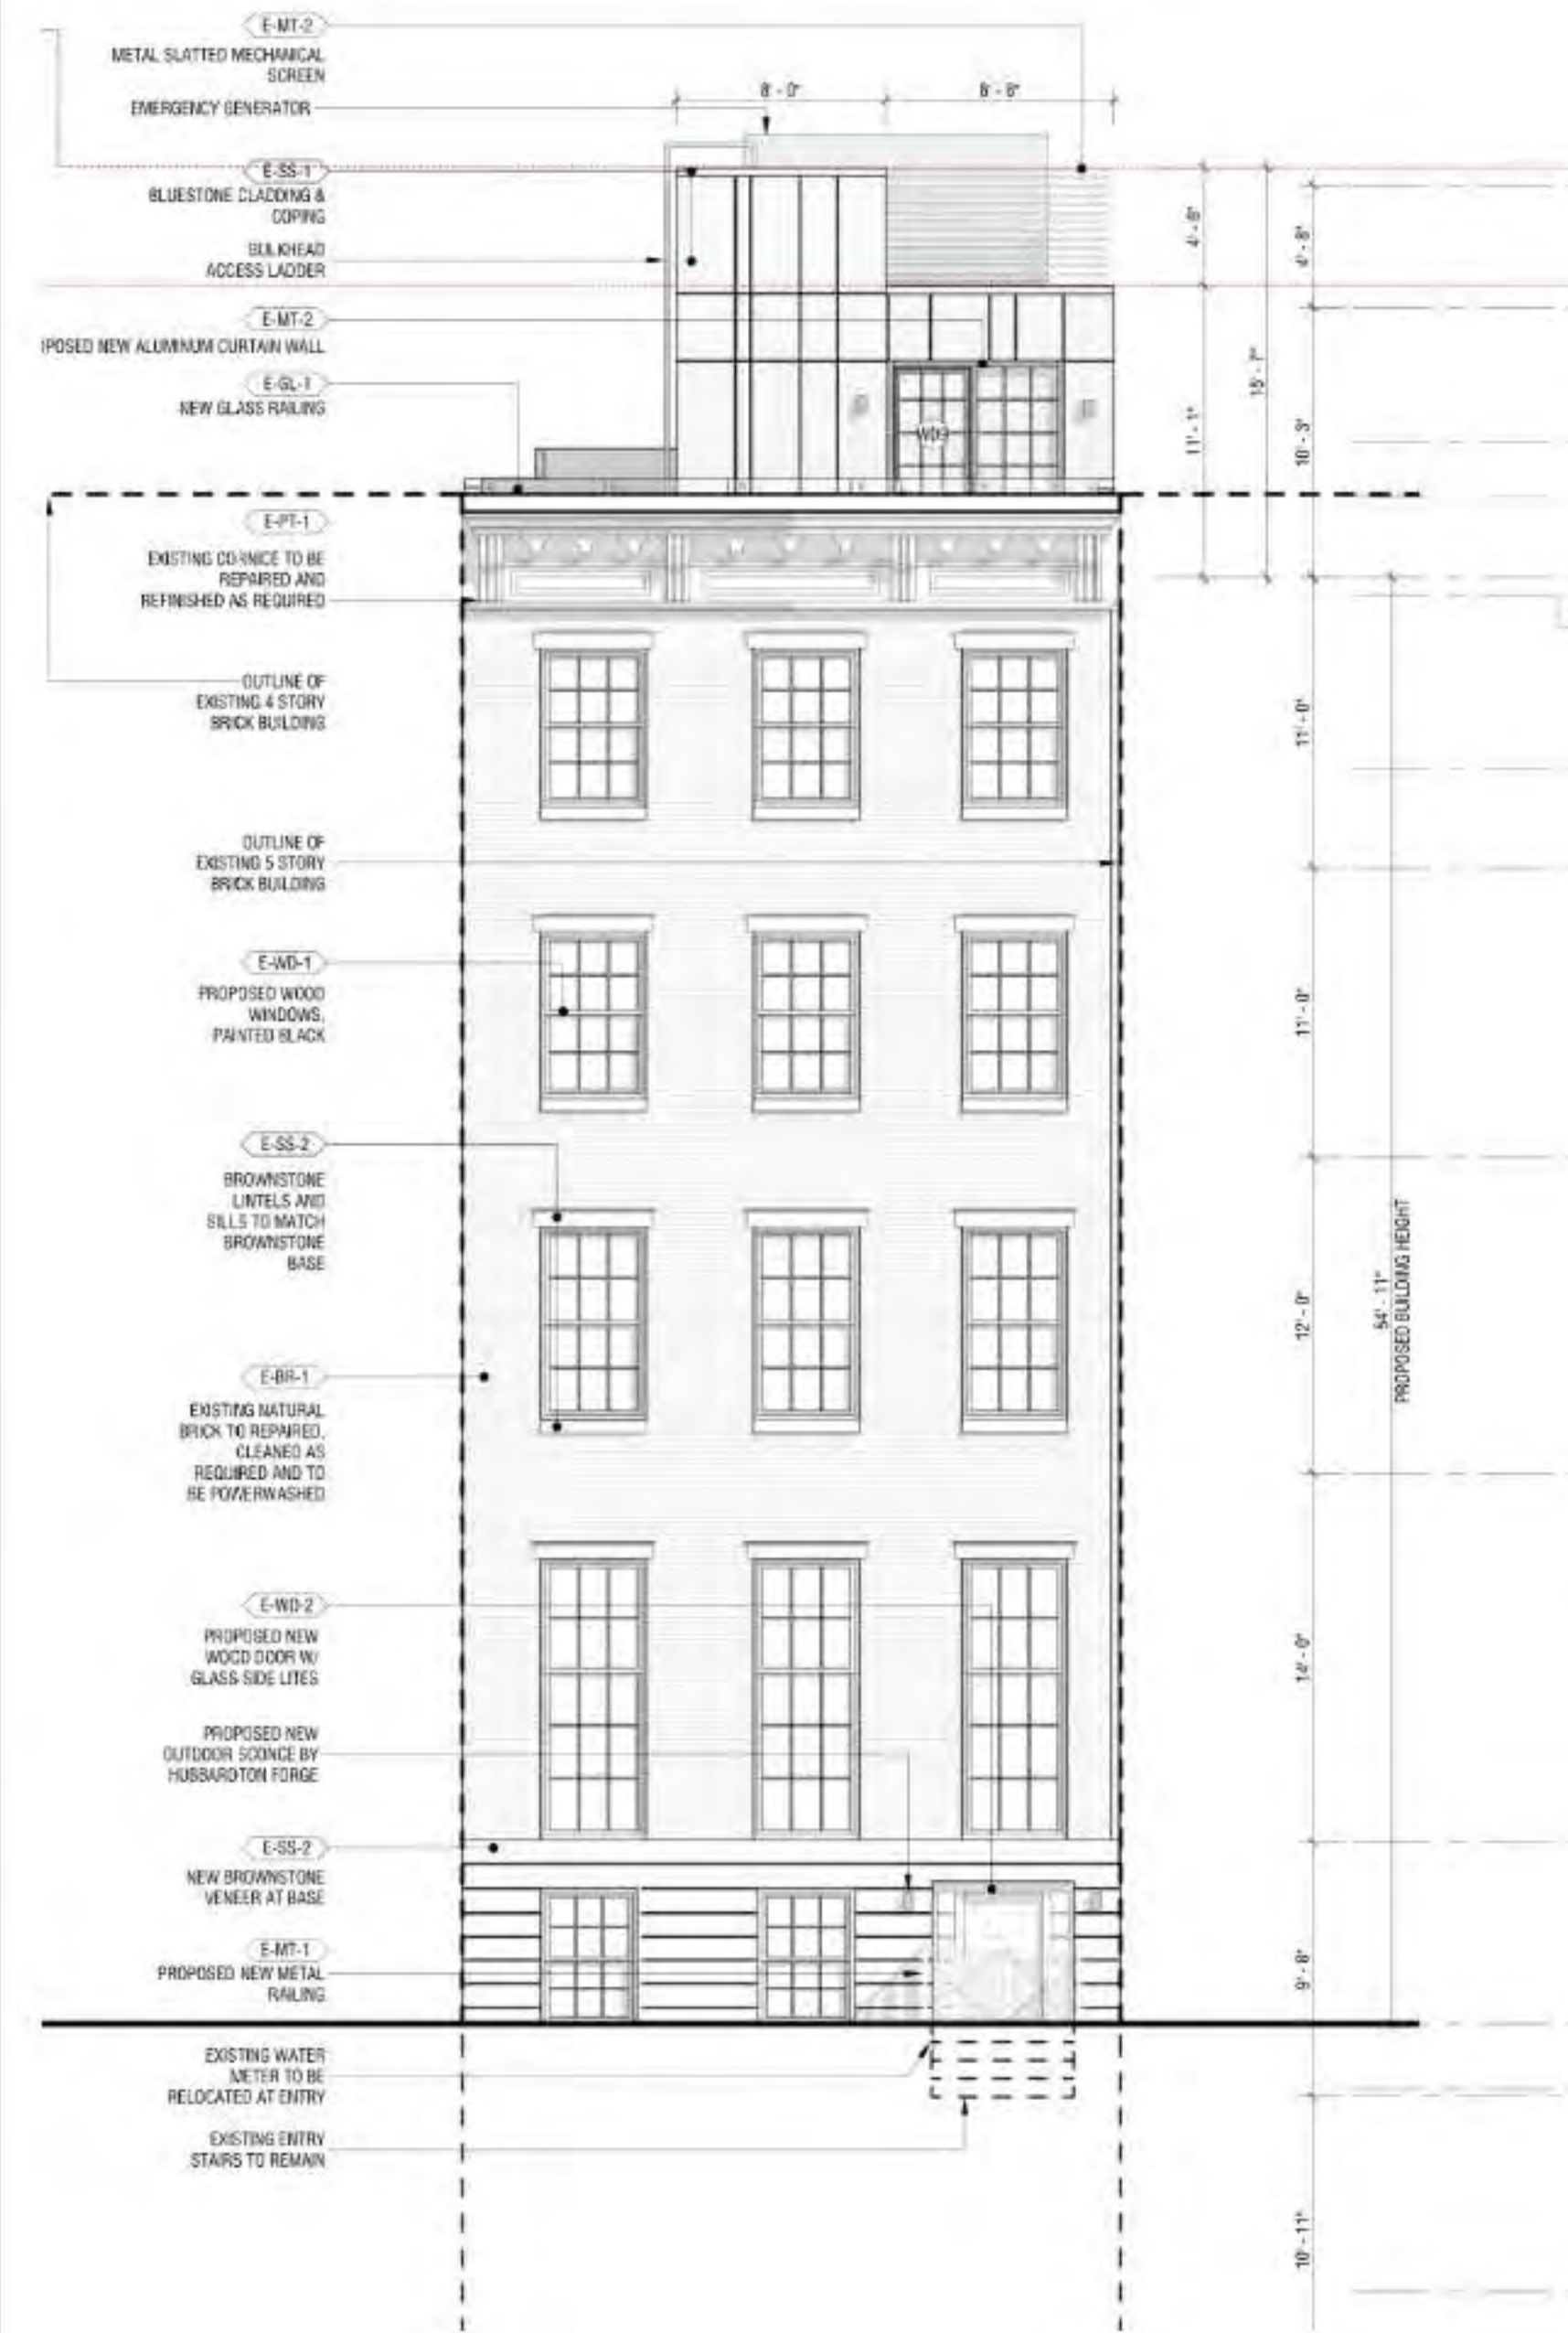 E-MT-2
METAL SLATTED MECHANICAL
SCREEN
EMERGENCY GENERATOR
E-SS-1
BLUESTONE CLADDING &
COPING
BULKHEAD
ACCESS LADDER
E-MT-2
IPOSED NEW ALUMINUM CURTAIN WALL
E-GL-1
NEW GLASS RAILING
E-PT-1
EXISTING CORNICE TO BE
REPAIRED AND
REFINISHED AS REQUIRED
OUTLINE OF
EXISTING 4 STORY
BRICK BUILDING
OUTLINE OF
EXISTING 5 STORY
BRICK BUILDING
E-WD-1
PROPOSED WOOD
WINDOWS,
PAINTED BLACK
E-SS-2
BROWNSTONE
LINTELS AND
SILLS TO MATCH
BROWNSTONE
BASE
E-BR-1
EXISTING NATURAL
BRICK TO REPAIRED,
CLEANED AS
REQUIRED AND TO
BE POWERWASHED
E-WD-2
PROPOSED NEW
WOOD DOOR W/
GLASS SIDE LITES
PROPOSED NEW
OUTDOOR SCONCE BY
HUBBARDTON FORGE
E-SS-2
NEW BROWNSTONE
VENEER AT BASE
E-MT-1
PROPOSED NEW METAL
RAILING
EXISTING WATER
METER TO BE
RELOCATED AT ENTRY
EXISTING ENTRY
STAIRS TO REMAIN
8' - 0"
8' - 8"
4' - 6"
4' - 8"
11' - 1"
15' - 7"
10' - 3"
11' - 0"
11' - 0"
12' - 0"
14' - 0"
9' - 8"
10' - 11"
54' - 11"
PROPOSED BUILDING HEIGHT